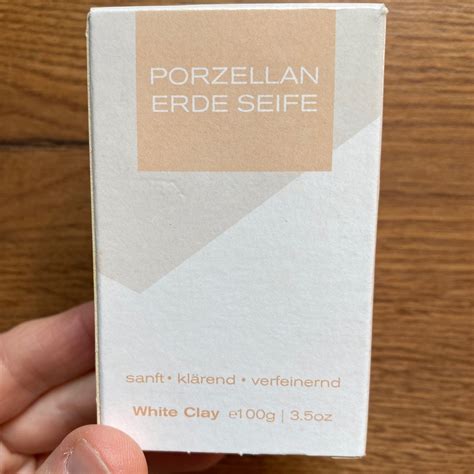 PORZELLAN
ERDE SEIFE
sanft • klärend • verfeinernd
White Clay ℮100g | 3.5oz